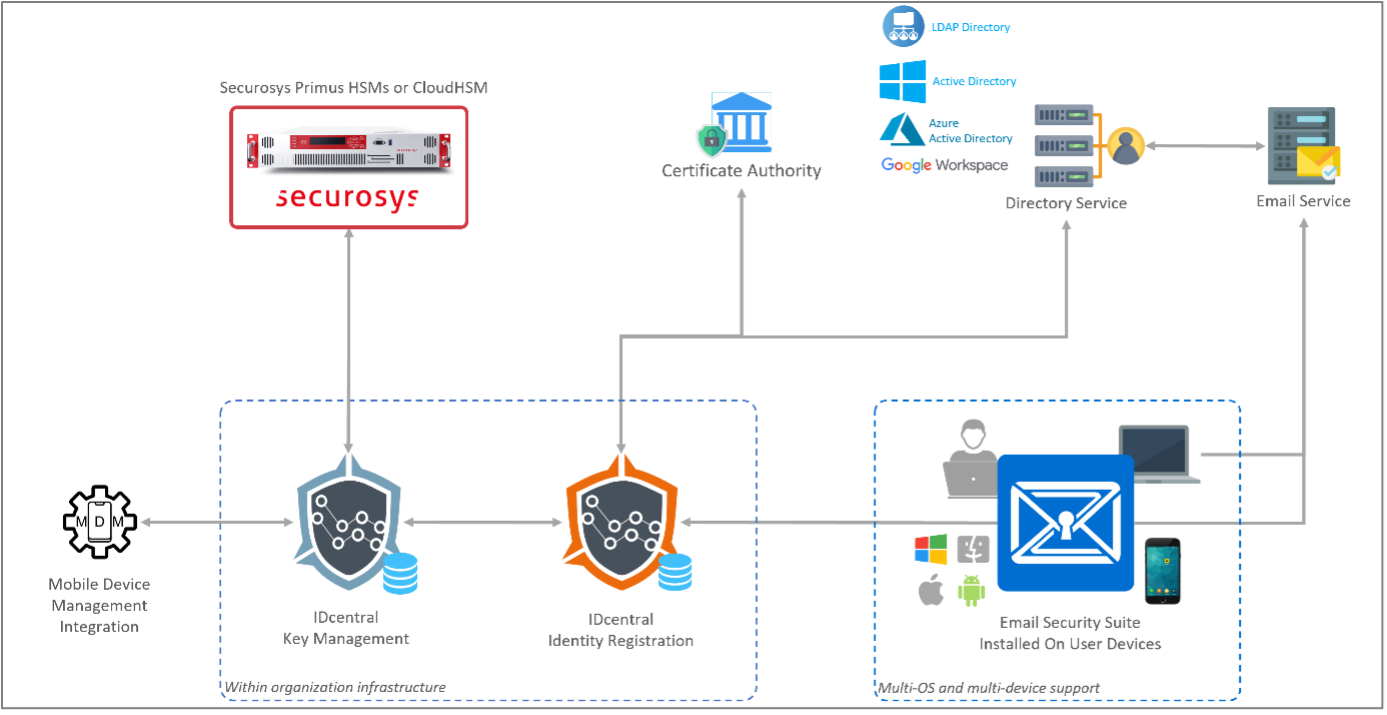 LDAP Directory
Securosys Primus HSMs or CloudHSM
Active Directory
Azure
Active Directory
Google Workspace
securosys
Certificate Authority
Directory Service
Email Service
MDM
Mobile Device
Management
Integration
IDcentral
Key Management
IDcentral
Identity Registration
Email Security Suite
Installed On User Devices
Within organization infrastructure
Multi-OS and multi-device support